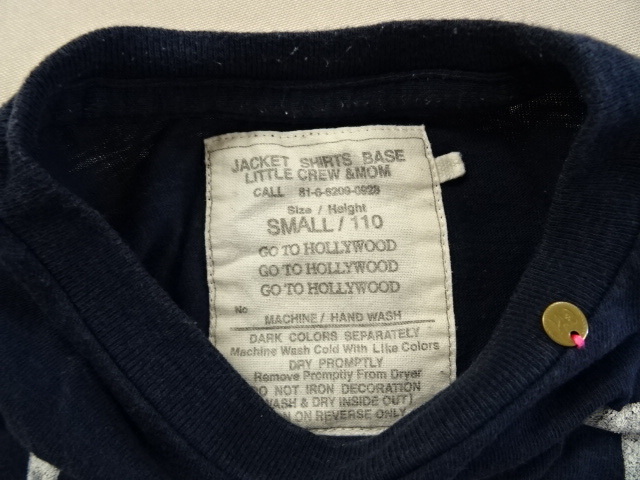 JACKET SHIRTS BASE
LITTLE CREW &MOM
CALL 81-6-6209-0928
Size / Height
SMALL / 110
GO TO HOLLYWOOD
GO TO HOLLYWOOD
GO TO HOLLYWOOD
No
MACHINE / HAND WASH
DARK COLORS SEPARATELY
Machine Wash Cold With Like Colors
DRY PROMPTLY
Remove Promptly From Dryer
DO NOT IRON DECORATION
WASH & DRY INSIDE OUT
ON REVERSE ONLY